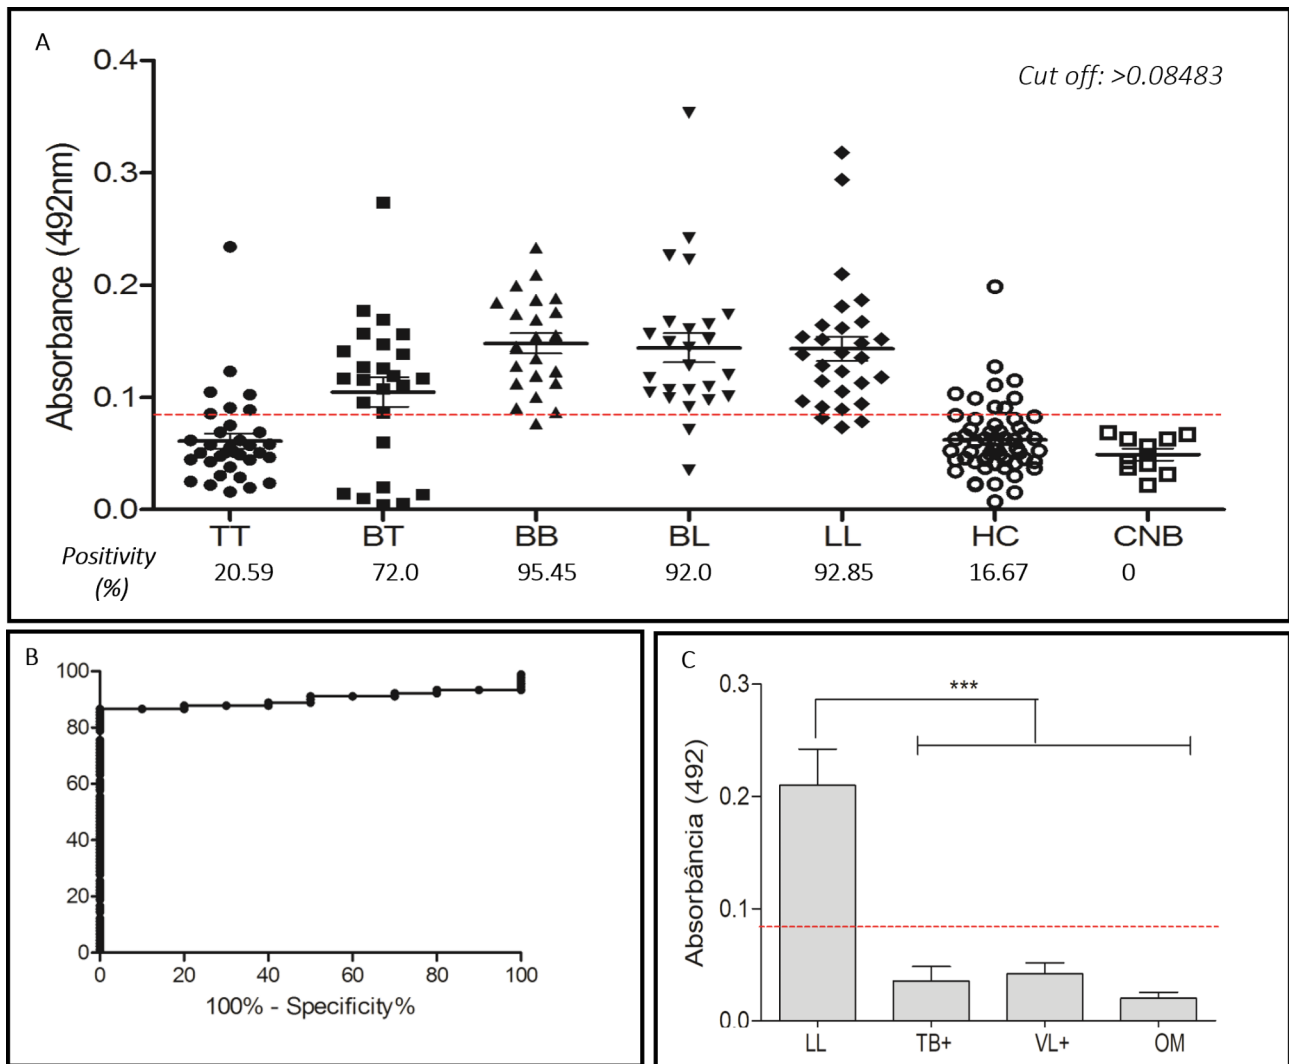 A
Cut off: >0.08483
Absorbance (492nm)
0.4
0.3
0.2
0.1
0.0
TT BT BB BL LL HC CNB
Positivity (%) 20.59 72.0 95.45 92.0 92.85 16.67 0
B
100
80
60
40
20
0
0 20 40 60 80 100
100% - Specificity%
C
Absorbância (492)
0.3
0.2
0.1
0.0
***
LL TB+ VL+ OM